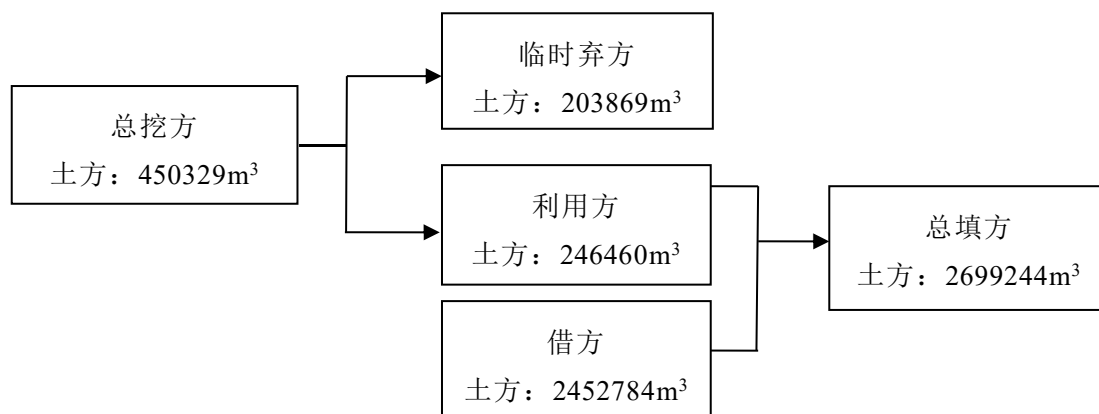 总挖方
土方：450329m³
临时弃方
土方：203869m³
利用方
土方：246460m³
借方
土方：2452784m³
总填方
土方：2699244m³